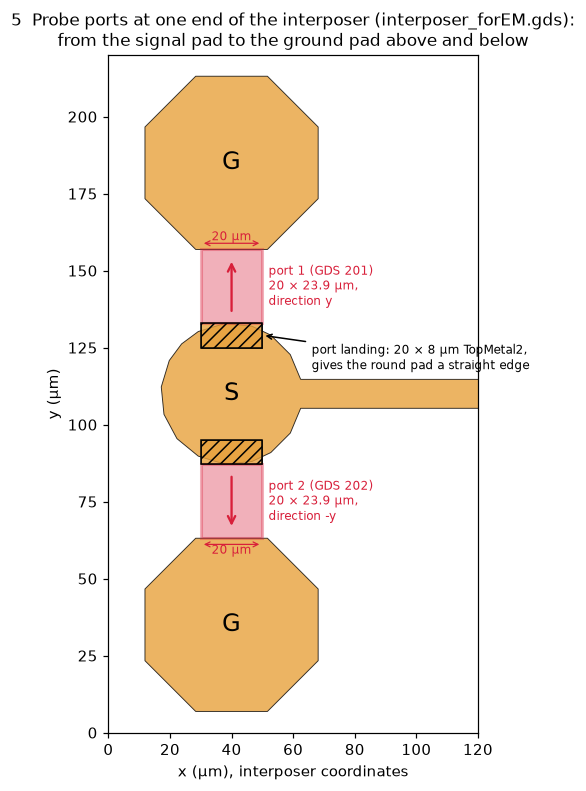 5  Probe ports at one end of the interposer (interposer_forEM.gds):
from the signal pad to the ground pad above and below
200
175
150
125
100
75
50
25
0
y (µm)
G
20 µm
port 1 (GDS 201)
20 × 23.9 µm,
direction y
port landing: 20 × 8 µm TopMetal2,
gives the round pad a straight edge
S
port 2 (GDS 202)
20 × 23.9 µm,
direction -y
20 µm
G
0
20
40
60
80
100
120
x (µm), interposer coordinates